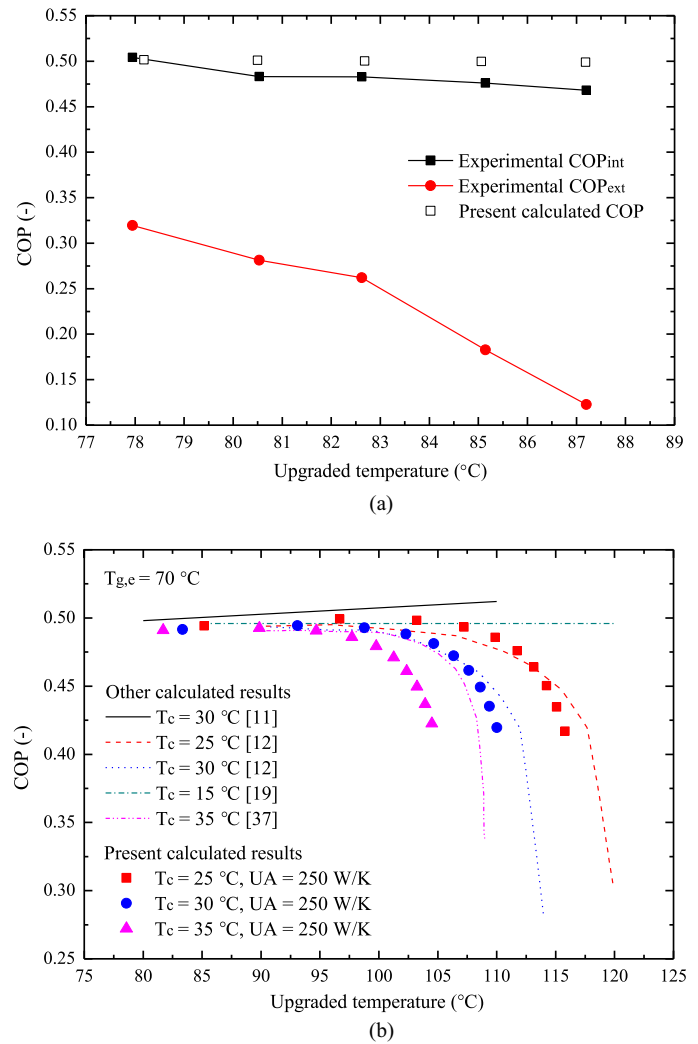 0.55
0.50
0.45
0.40
0.35
0.30
0.25
0.20
0.15
0.10
COP (-)
Experimental COPint
Experimental COPext
Present calculated COP
77 78 79 80 81 82 83 84 85 86 87 88 89
Upgraded temperature (°C)
(a)
0.55
0.50
0.45
0.40
0.35
0.30
0.25
COP (-)
Tg,e = 70 °C
Other calculated results
Tc = 30 °C [11]
Tc = 25 °C [12]
Tc = 30 °C [12]
Tc = 15 °C [19]
Tc = 35 °C [37]
Present calculated results
Tc = 25 °C, UA = 250 W/K
Tc = 30 °C, UA = 250 W/K
Tc = 35 °C, UA = 250 W/K
75 80 85 90 95 100 105 110 115 120 125
Upgraded temperature (°C)
(b)